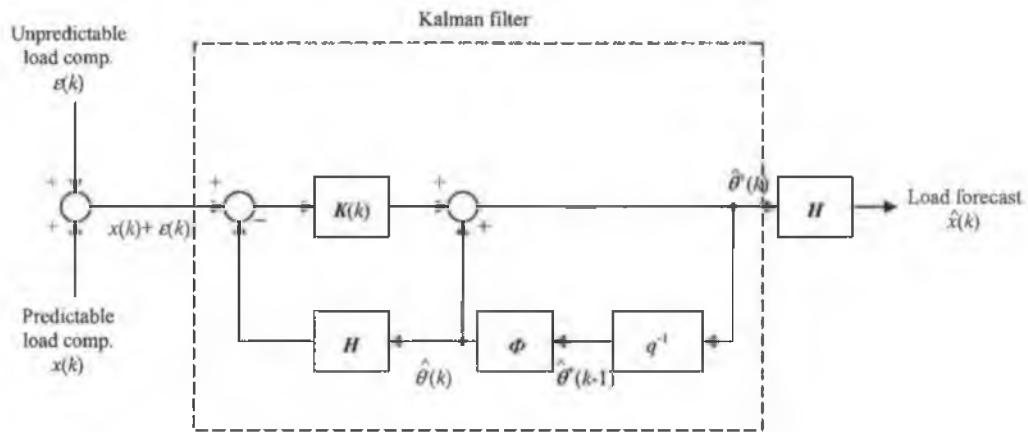 Kalman filter
Unpredictable
load comp.
ε(k)
+
+
x(k)+ ε(k)
+
−
K(k)
+
+
θ̂⁺(k)
H
Load forecast
x̂(k)
Predictable
load comp.
x(k)
H
θ̂(k)
Φ
θ̂⁺(k-1)
q⁻¹